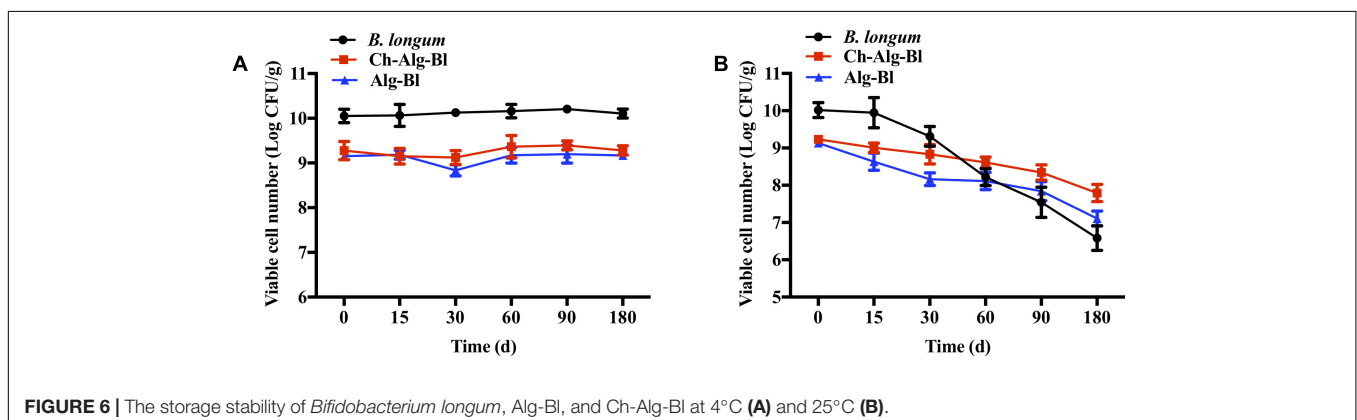 A
B. longum
Ch-Alg-Bl
Alg-Bl
Viable cell number (Log CFU/g)
11
10
9
8
7
6
0 15 30 60 90 180
Time (d)
B
B. longum
Ch-Alg-Bl
Alg-Bl
Viable cell number (Log CFU/g)
11
10
9
8
7
6
5
0 15 30 60 90 180
Time (d)
FIGURE 6 | The storage stability of Bifidobacterium longum, Alg-Bl, and Ch-Alg-Bl at 4°C (A) and 25°C (B).